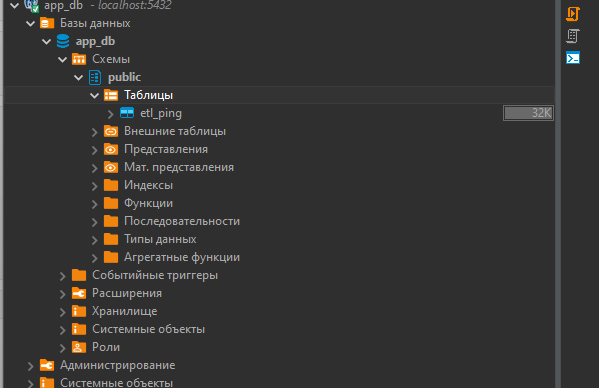 app_db - localhost:5432
Базы данных
app_db
Схемы
public
Таблицы
etl_ping 32K
Внешние таблицы
Представления
Мат. представления
Индексы
Функции
Последовательности
Типы данных
Агрегатные функции
Событийные триггеры
Расширения
Хранилище
Системные объекты
Роли
Администрирование
Системные объекты